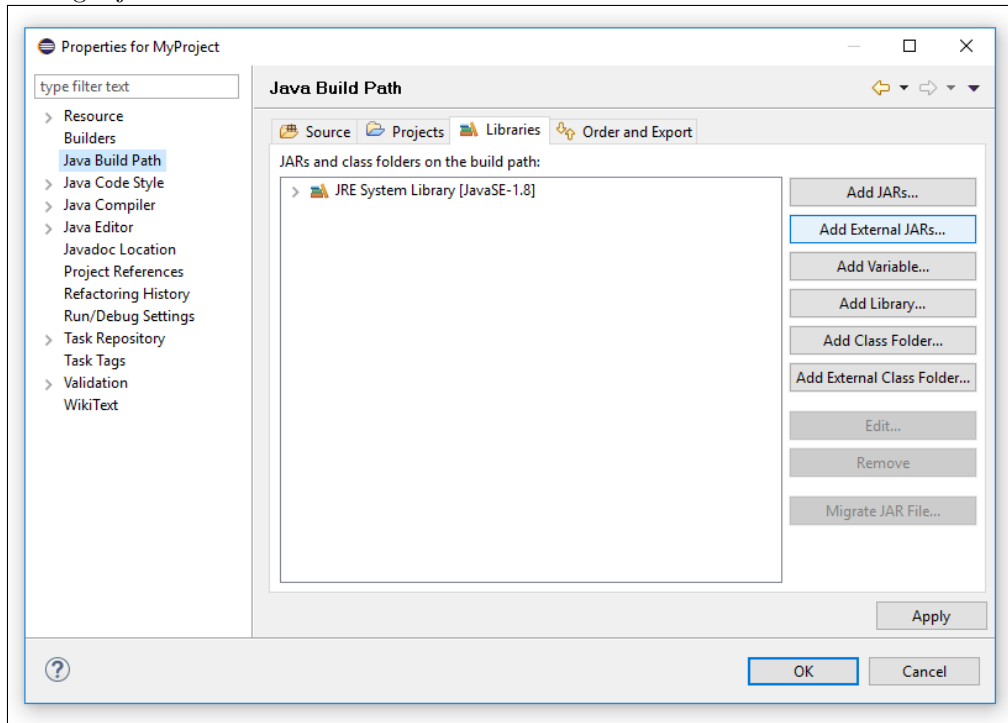 Properties for MyProject
type filter text
Resource
Builders
Java Build Path
Java Code Style
Java Compiler
Java Editor
Javadoc Location
Project References
Refactoring History
Run/Debug Settings
Task Repository
Task Tags
Validation
WikiText
Java Build Path
Source Projects Libraries Order and Export
JARs and class folders on the build path:
JRE System Library [JavaSE-1.8]
Add JARs...
Add External JARs...
Add Variable...
Add Library...
Add Class Folder...
Add External Class Folder...
Edit...
Remove
Migrate JAR File...
Apply
OK Cancel